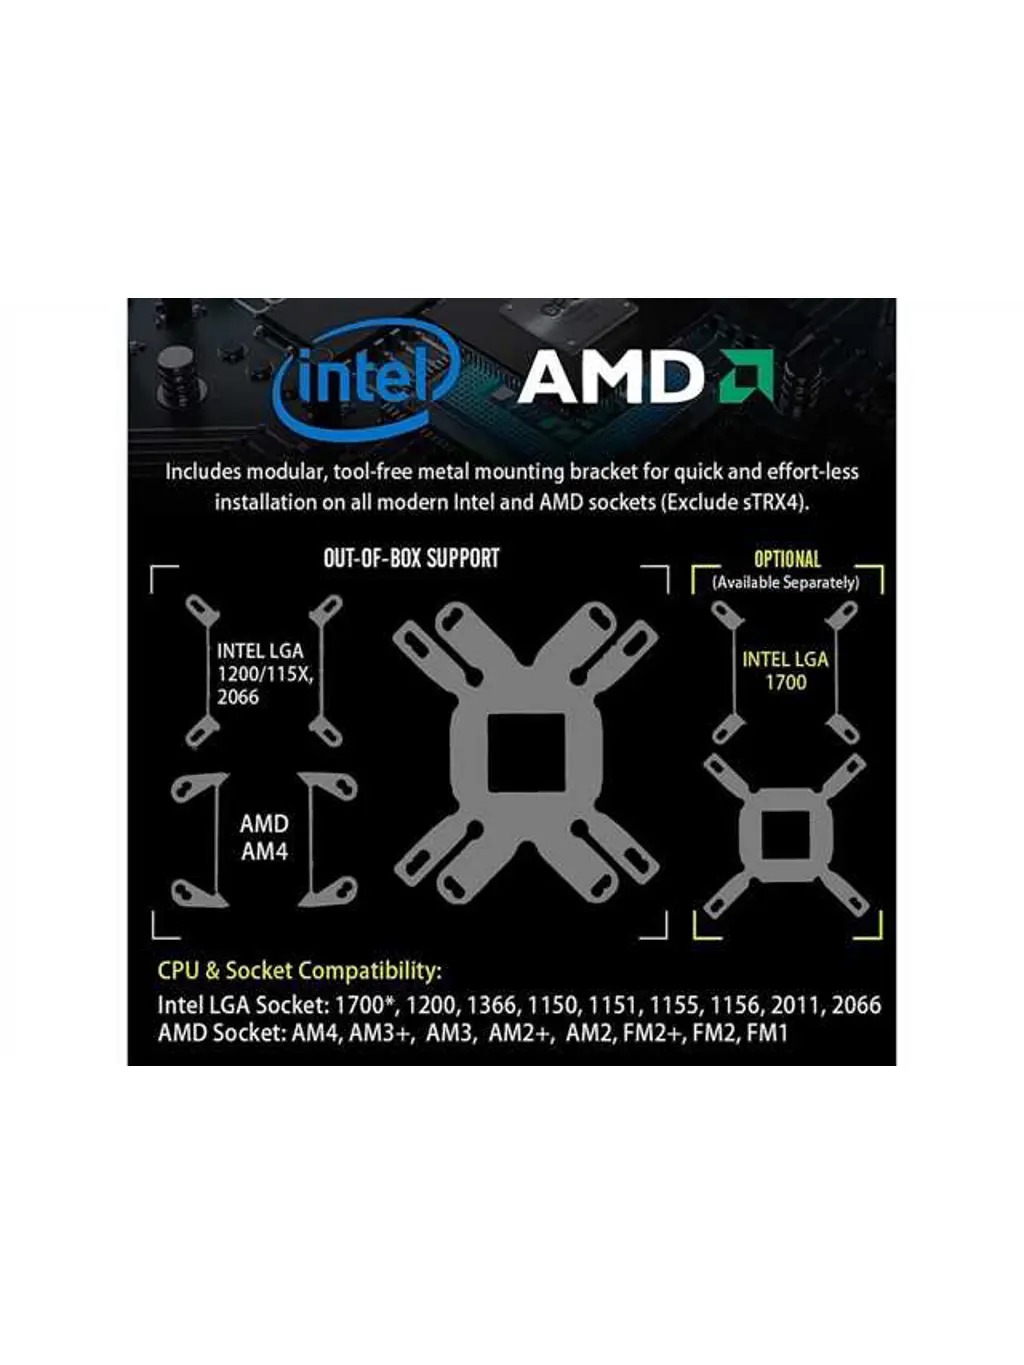 intel AMD
Includes modular, tool-free metal mounting bracket for quick and effort-less
installation on all modern Intel and AMD sockets (Exclude sTRX4).
OUT-OF-BOX SUPPORT
INTEL LGA
1200/115X,
2066
AMD
AM4
OPTIONAL
(Available Separately)
INTEL LGA
1700
CPU & Socket Compatibility:
Intel LGA Socket: 1700*, 1200, 1366, 1150, 1151, 1155, 1156, 2011, 2066
AMD Socket: AM4, AM3+, AM3, AM2+, AM2, FM2+, FM2, FM1